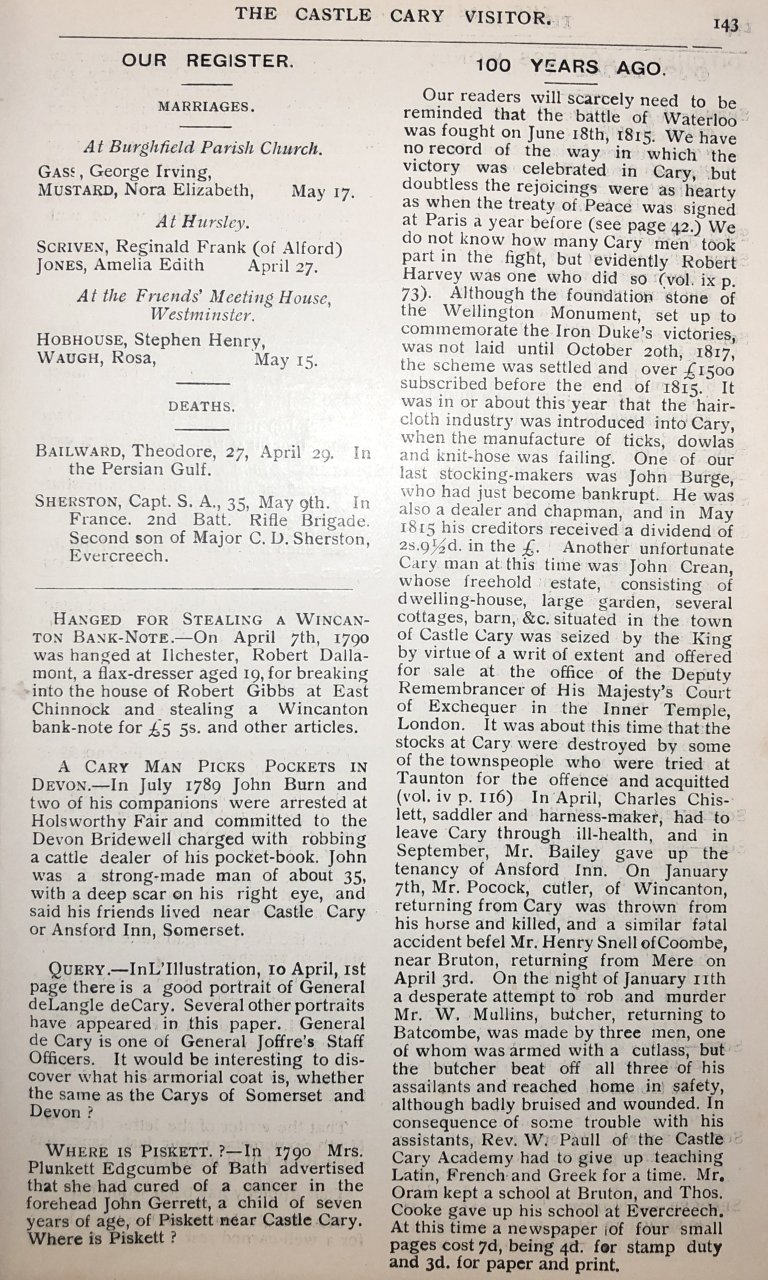 THE CASTLE CARY VISITOR.
143
OUR REGISTER.
MARRIAGES.
At Burghfield Parish Church.
GASS, George Irving,
MUSTARD, Nora Elizabeth, May 17.
At Hursley.
SCRIVEN, Reginald Frank (of Alford)
JONES, Amelia Edith April 27.
At the Friends' Meeting House,
Westminster.
HOBHOUSE, Stephen Henry,
WAUGH, Rosa, May 15.
DEATHS.
BAILWARD, Theodore, 27, April 29. In
the Persian Gulf.
SHERSTON, Capt. S. A., 35, May 9th. In
France. 2nd Batt. Rifle Brigade.
Second son of Major C. D. Sherston,
Evercreech.
HANGED FOR STEALING A WINCAN-
TON BANK-NOTE.—On April 7th, 1790
was hanged at Ilchester, Robert Dalla-
mont, a flax-dresser aged 19, for breaking
into the house of Robert Gibbs at East
Chinnock and stealing a Wincanton
bank-note for £5 5s. and other articles.
A CARY MAN PICKS POCKETS IN
DEVON.—In July 1789 John Burn and
two of his companions were arrested at
Holsworthy Fair and committed to the
Devon Bridewell charged with robbing
a cattle dealer of his pocket-book. John
was a strong-made man of about 35,
with a deep scar on his right eye, and
said his friends lived near Castle Cary
or Ansford Inn, Somerset.
QUERY.—InL'Illustration, 10 April, 1st
page there is a good portrait of General
deLangle deCary. Several other portraits
have appeared in this paper. General
de Cary is one of General Joffre's Staff
Officers. It would be interesting to dis-
cover what his armorial coat is, whether
the same as the Carys of Somerset and
Devon ?
WHERE IS PISKETT. ?—In 1790 Mrs.
Plunkett Edgcumbe of Bath advertised
that she had cured of a cancer in the
forehead John Gerrett, a child of seven
years of age, of Piskett near Castle Cary.
Where is Piskett ?
100 YEARS AGO.
Our readers will scarcely need to be
reminded that the battle of Waterloo
was fought on June 18th, 1815. We have
no record of the way in which the
victory was celebrated in Cary, but
doubtless the rejoicings were as hearty
as when the treaty of Peace was signed
at Paris a year before (see page 42.) We
do not know how many Cary men took
part in the fight, but evidently Robert
Harvey was one who did so (vol. ix p.
73). Although the foundation stone of
the Wellington Monument, set up to
commemorate the Iron Duke's victories,
was not laid until October 20th, 1817,
the scheme was settled and over £1500
subscribed before the end of 1815. It
was in or about this year that the hair-
cloth industry was introduced into Cary,
when the manufacture of ticks, dowlas
and knit-hose was failing. One of our
last stocking-makers was John Burge,
who had just become bankrupt. He was
also a dealer and chapman, and in May
1815 his creditors received a dividend of
2s.9½d. in the £. Another unfortunate
Cary man at this time was John Crean,
whose freehold estate, consisting of
dwelling-house, large garden, several
cottages, barn, &c. situated in the town
of Castle Cary was seized by the King
by virtue of a writ of extent and offered
for sale at the office of the Deputy
Remembrancer of His Majesty's Court
of Exchequer in the Inner Temple,
London. It was about this time that the
stocks at Cary were destroyed by some
of the townspeople who were tried at
Taunton for the offence and acquitted
(vol. iv p. 116) In April, Charles Chis-
lett, saddler and harness-maker, had to
leave Cary through ill-health, and in
September, Mr. Bailey gave up the
tenancy of Ansford Inn. On January
7th, Mr. Pocock, cutler, of Wincanton,
returning from Cary was thrown from
his horse and killed, and a similar fatal
accident befel Mr. Henry Snell ofCoombe,
near Bruton, returning from Mere on
April 3rd. On the night of January 11th
a desperate attempt to rob and murder
Mr. W. Mullins, butcher, returning to
Batcombe, was made by three men, one
of whom was armed with a cutlass, but
the butcher beat off all three of his
assailants and reached home in safety,
although badly bruised and wounded. In
consequence of some trouble with his
assistants, Rev. W. Paull of the Castle
Cary Academy had to give up teaching
Latin, French and Greek for a time. Mr.
Oram kept a school at Bruton, and Thos.
Cooke gave up his school at Evercreech.
At this time a newspaper of four small
pages cost 7d, being 4d. for stamp duty
and 3d. for paper and print.